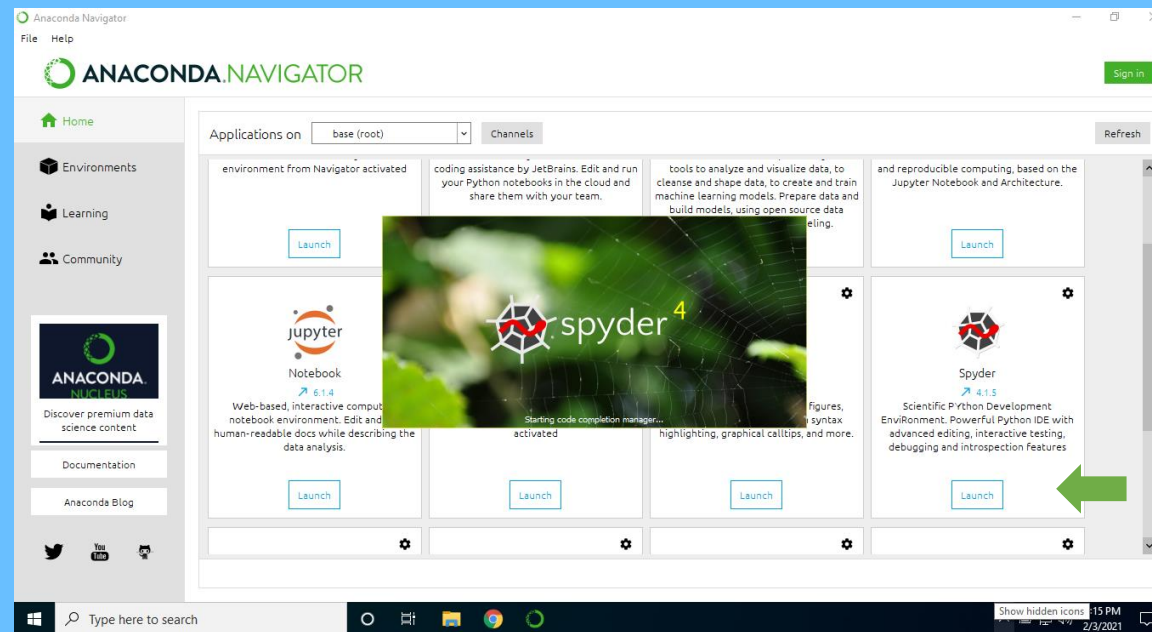 Anaconda Navigator
File Help
ANACONDA.NAVIGATOR
Sign in
Home
Environments
Learning
Community
ANACONDA.
NUCLEUS
Discover premium data
science content
Documentation
Anaconda Blog
You
Tube
Applications on base (root) Channels Refresh
environment from Navigator activated
Launch
coding assistance by JetBrains. Edit and run
your Python notebooks in the cloud and
share them with your team.
tools to analyze and visualize data, to
cleanse and shape data, to create and train
machine learning models. Prepare data and
build models, using open source data
eling.
and reproducible computing, based on the
Jupyter Notebook and Architecture.
Launch
spyder 4
Starting code completion manager...
jupyter
Notebook
6.1.4
Web-based, interactive comput
notebook environment. Edit and
human-readable docs while describing the
data analysis.
Launch
activated
Launch
figures,
syntax
highlighting, graphical calltips, and more.
Launch
Spyder
4.1.5
Scientific PYthon Development
EnviRonment. Powerful Python IDE with
advanced editing, interactive testing,
debugging and introspection features
Launch
Type here to search
Show hidden icons
:15 PM
2/3/2021